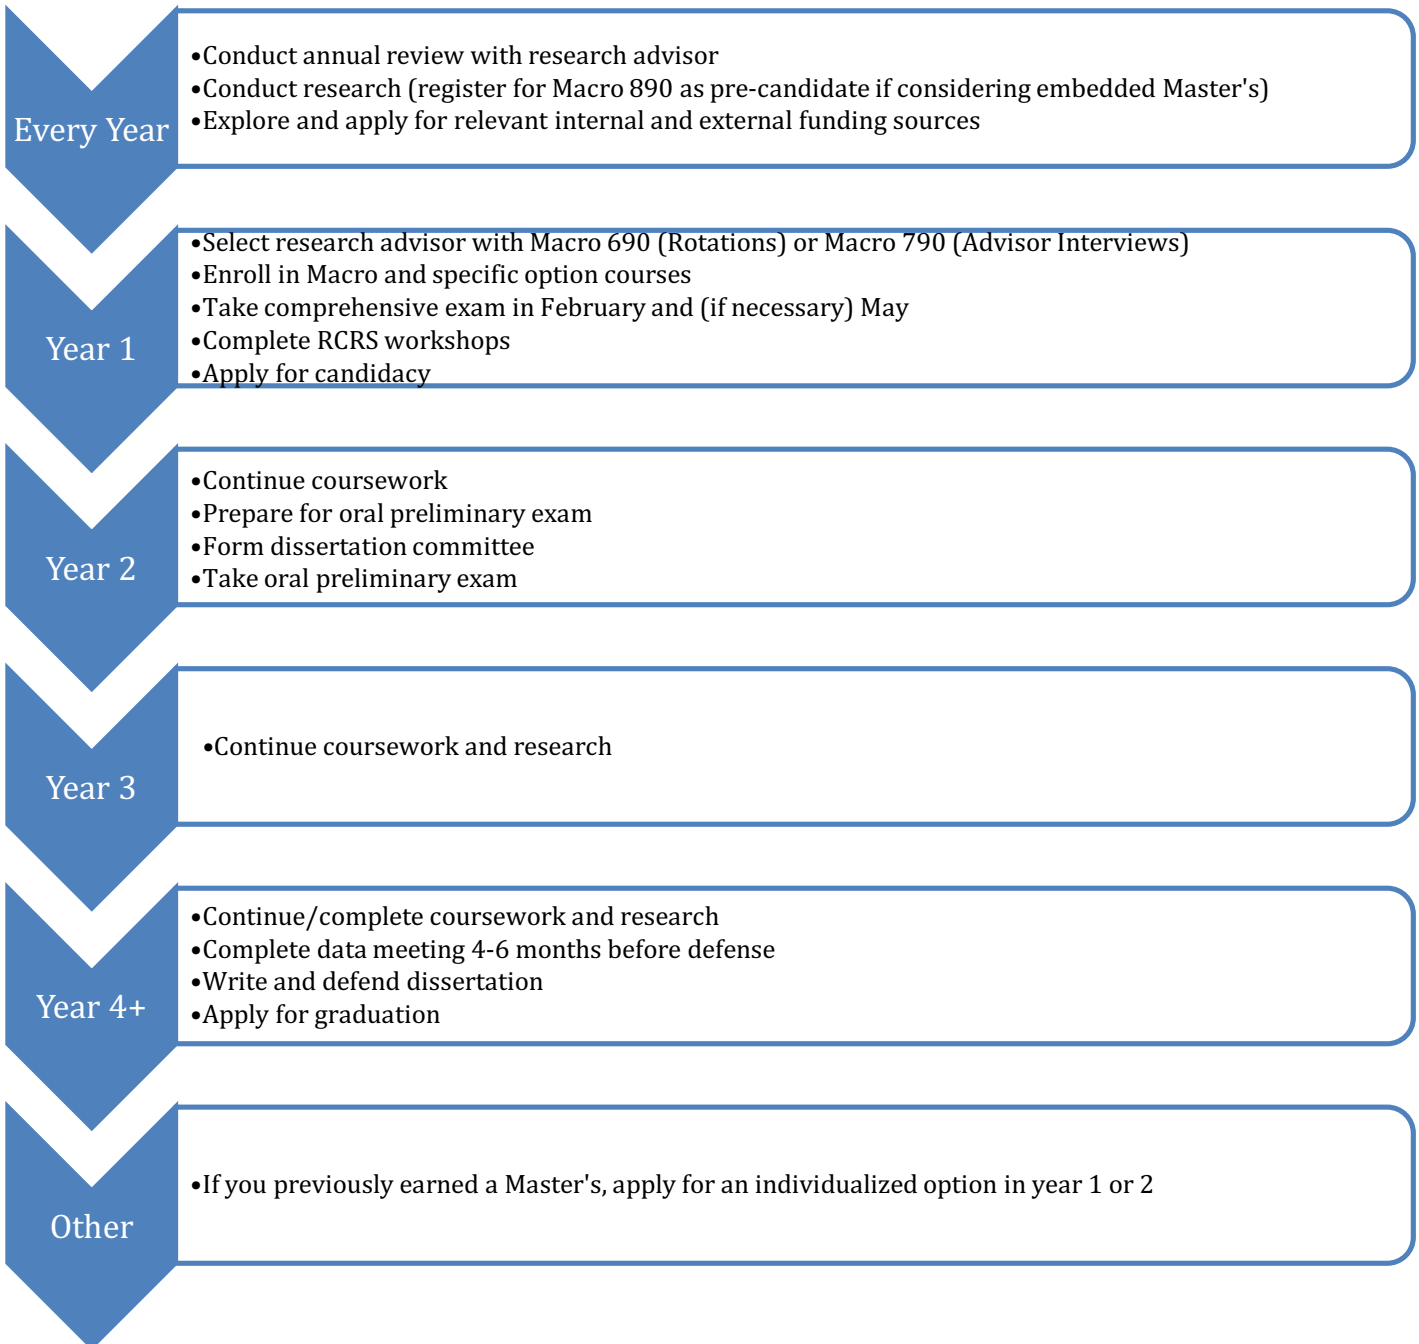 Every Year
•Conduct annual review with research advisor
•Conduct research (register for Macro 890 as pre-candidate if considering embedded Master's)
•Explore and apply for relevant internal and external funding sources
Year 1
•Select research advisor with Macro 690 (Rotations) or Macro 790 (Advisor Interviews)
•Enroll in Macro and specific option courses
•Take comprehensive exam in February and (if necessary) May
•Complete RCRS workshops
•Apply for candidacy
Year 2
•Continue coursework
•Prepare for oral preliminary exam
•Form dissertation committee
•Take oral preliminary exam
Year 3
•Continue coursework and research
Year 4+
•Continue/complete coursework and research
•Complete data meeting 4-6 months before defense
•Write and defend dissertation
•Apply for graduation
Other
•If you previously earned a Master's, apply for an individualized option in year 1 or 2